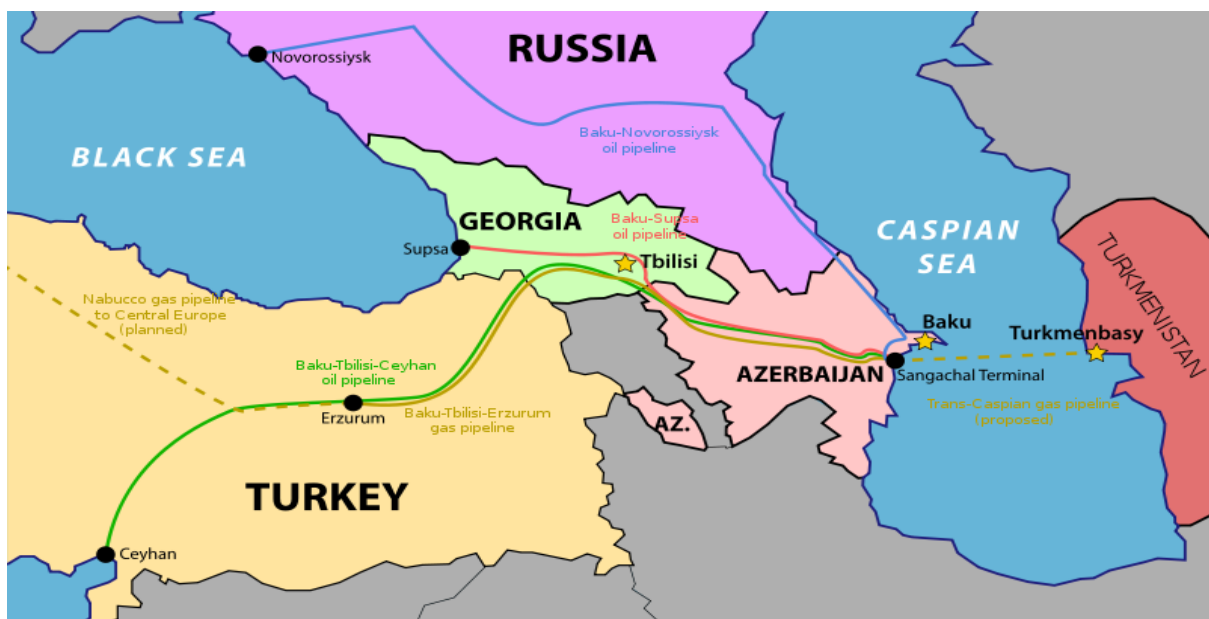 RUSSIA
Novorossiysk
Baku-Novorossiysk
oil pipeline
BLACK SEA
GEORGIA
Baku-Supsa
oil pipeline
Supsa
Tbilisi
CASPIAN
SEA
TURKMENISTAN
Nabucco gas pipeline
to Central Europe
(planned)
Baku
Turkmenbasy
Baku-Tbilisi-Ceyhan
oil pipeline
AZERBAIJAN
Sangachal Terminal
Erzurum
Baku-Tbilisi-Erzurum
gas pipeline
Trans-Caspian gas pipeline
(proposed)
AZ.
TURKEY
Ceyhan